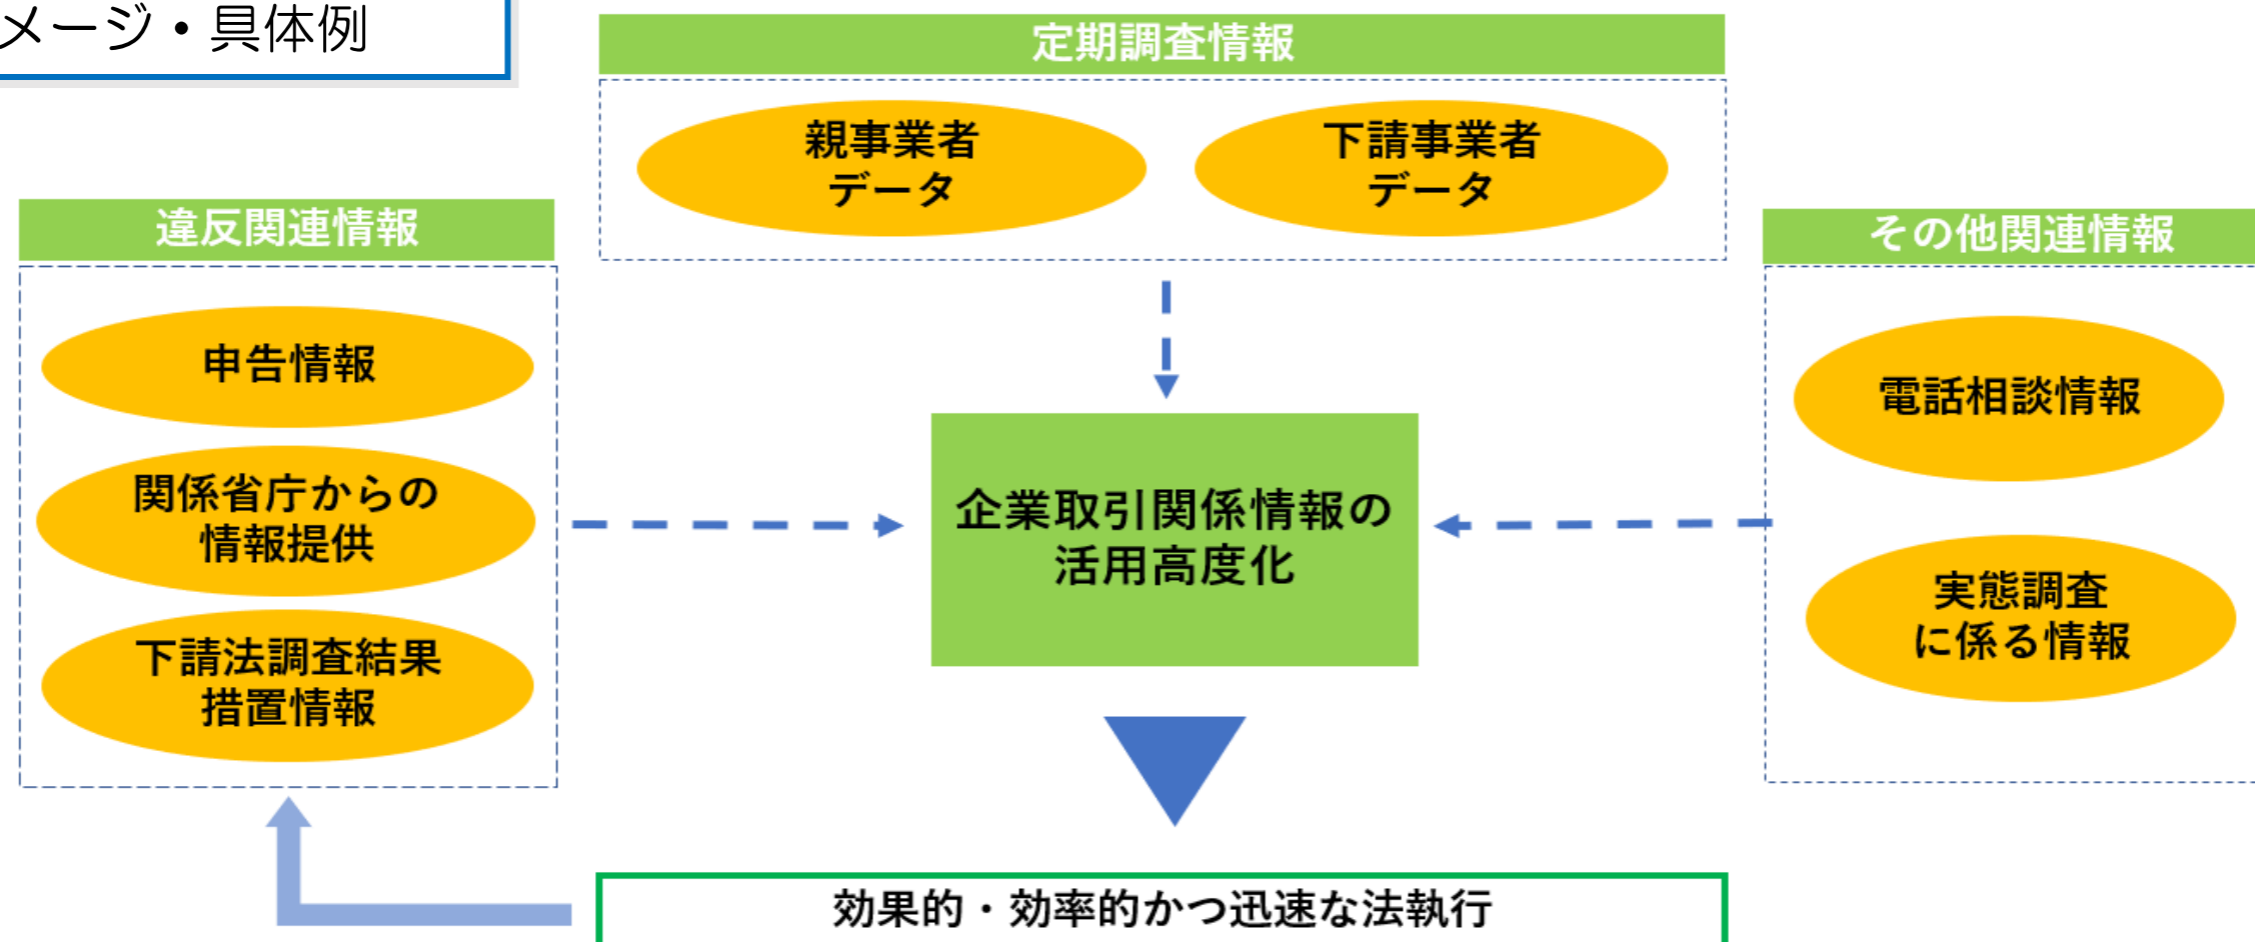 メージ・具体例
定期調査情報
親事業者
データ
下請事業者
データ
違反関連情報
申告情報
関係省庁からの
情報提供
下請法調査結果
措置情報
その他関連情報
電話相談情報
実態調査
に係る情報
企業取引関係情報の
活用高度化
効果的・効率的かつ迅速な法執行